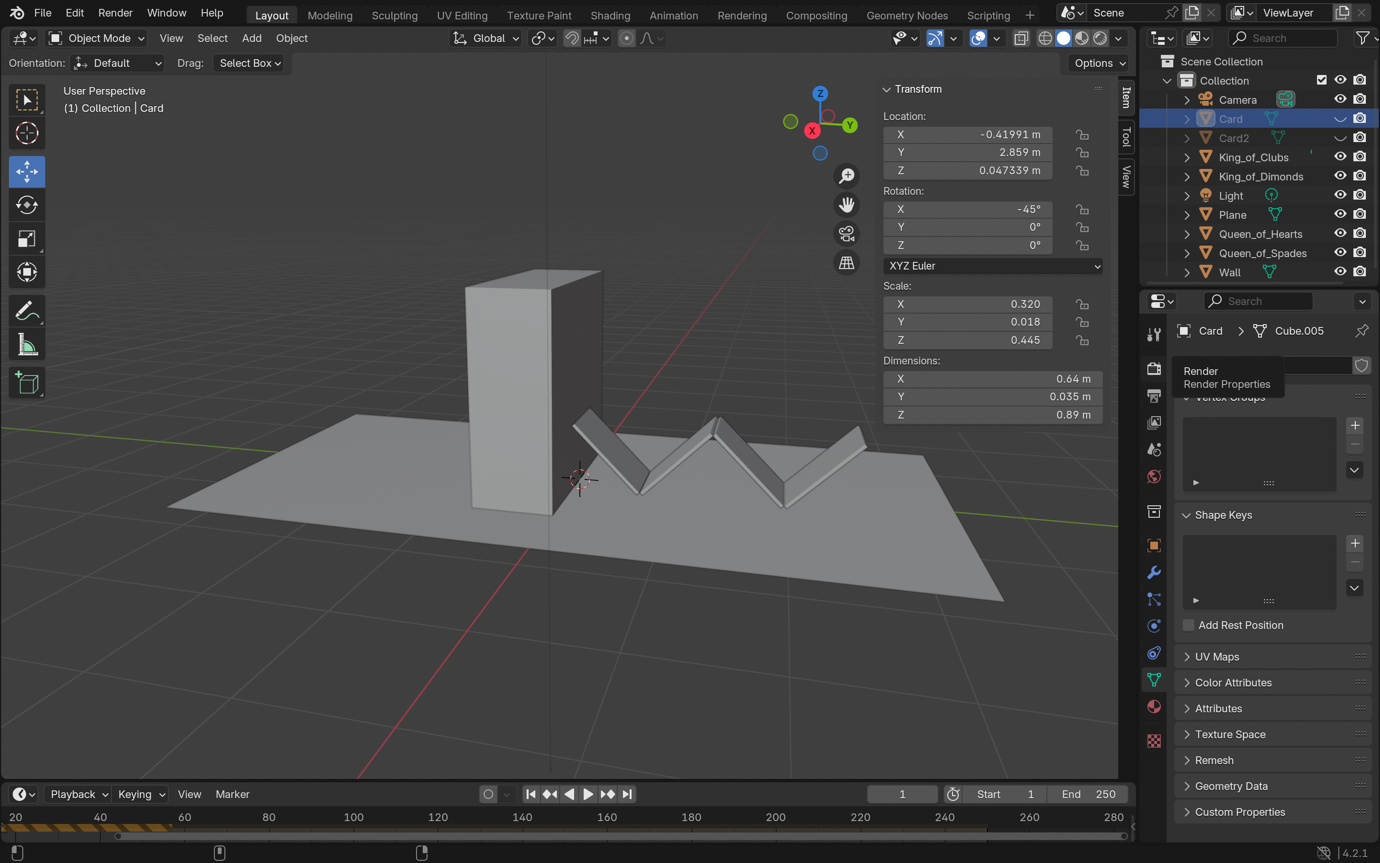 File Edit Render Window Help Layout Modeling Sculpting UV Editing Texture Paint Shading Animation Rendering Compositing Geometry Nodes Scripting + Scene ViewLayer
Object Mode View Select Add Object Global Search
Orientation: Default Drag: Select Box Options
User Perspective
(1) Collection | Card
Z
Y
X
Transform
Location:
X -0.41991 m
Y 2.859 m
Z 0.047339 m
Rotation:
X -45°
Y 0°
Z 0°
XYZ Euler
Scale:
X 0.320
Y 0.018
Z 0.445
Dimensions:
X 0.64 m
Y 0.035 m
Z 0.89 m
Item
Tool
View
Scene Collection
Collection
Camera
Card
Card2
King_of_Clubs
King_of_Dimonds
Light
Plane
Queen_of_Hearts
Queen_of_Spades
Wall
Search
Card > Cube.005
Render
Render Properties
Vertex Groups
Shape Keys
Add Rest Position
UV Maps
Color Attributes
Attributes
Texture Space
Remesh
Geometry Data
Custom Properties
Playback Keying View Marker 1 Start 1 End 250
20 40 60 80 100 120 140 160 180 200 220 240 260 280
4.2.1